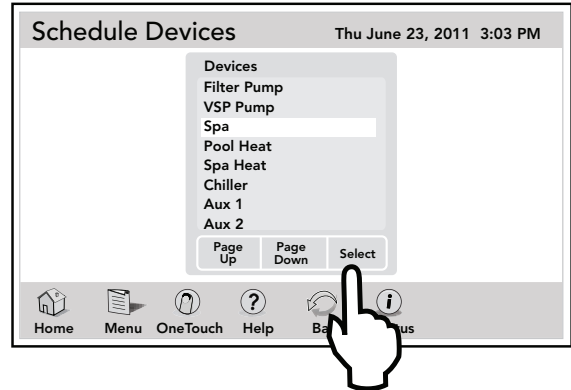 Schedule Devices Thu June 23, 2011 3:03 PM
Devices
Filter Pump
VSP Pump
Spa
Pool Heat
Spa Heat
Chiller
Aux 1
Aux 2
Page Up Page Down Select
Home Menu OneTouch Help